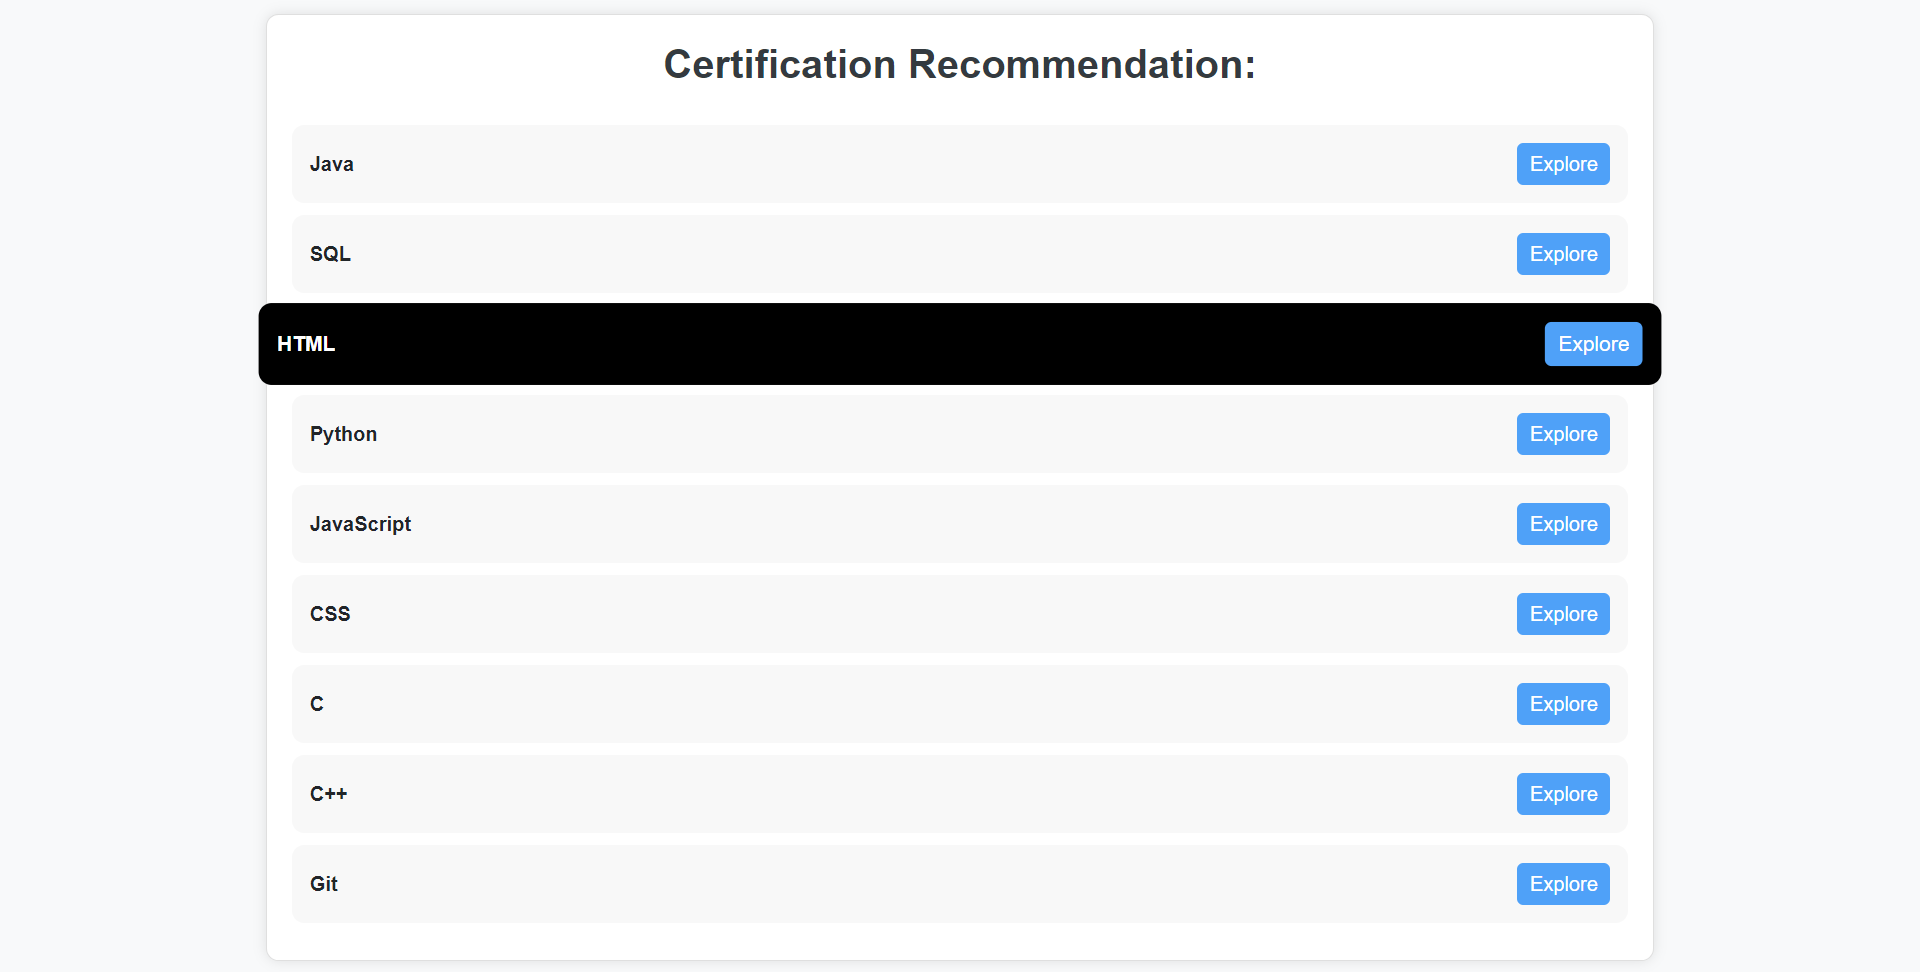 Certification Recommendation:
Java Explore
SQL Explore
HTML Explore
Python Explore
JavaScript Explore
CSS Explore
C Explore
C++ Explore
Git Explore